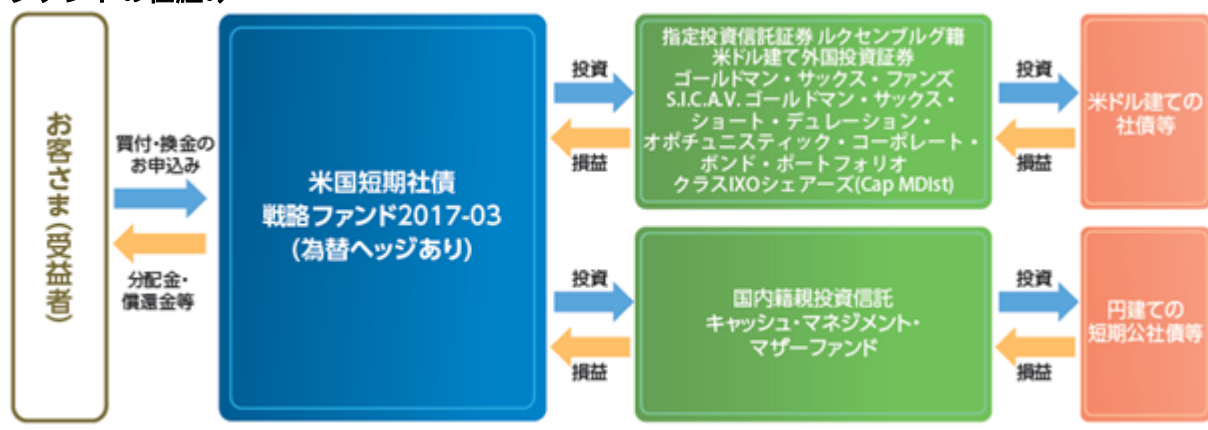 ファンドの仕組み
お客さま(受益者)
買付・換金の
お申込み
分配金・
償還金等
米国短期社債
戦略ファンド2017-03
(為替ヘッジあり)
投資
損益
指定投資信託証券 ルクセンブルグ籍
米ドル建て外国投資証券
ゴールドマン・サックス・ファンズ
S.I.C.A.V. ゴールドマン・サックス・
ショート・デュレーション・
オポチュニスティック・コーポレート・
ボンド・ポートフォリオ
クラスIXOシェアーズ(Cap MDIst)
投資
損益
米ドル建ての
社債等
投資
損益
国内籍親投資信託
キャッシュ・マネジメント・
マザーファンド
投資
損益
円建ての
短期公社債等